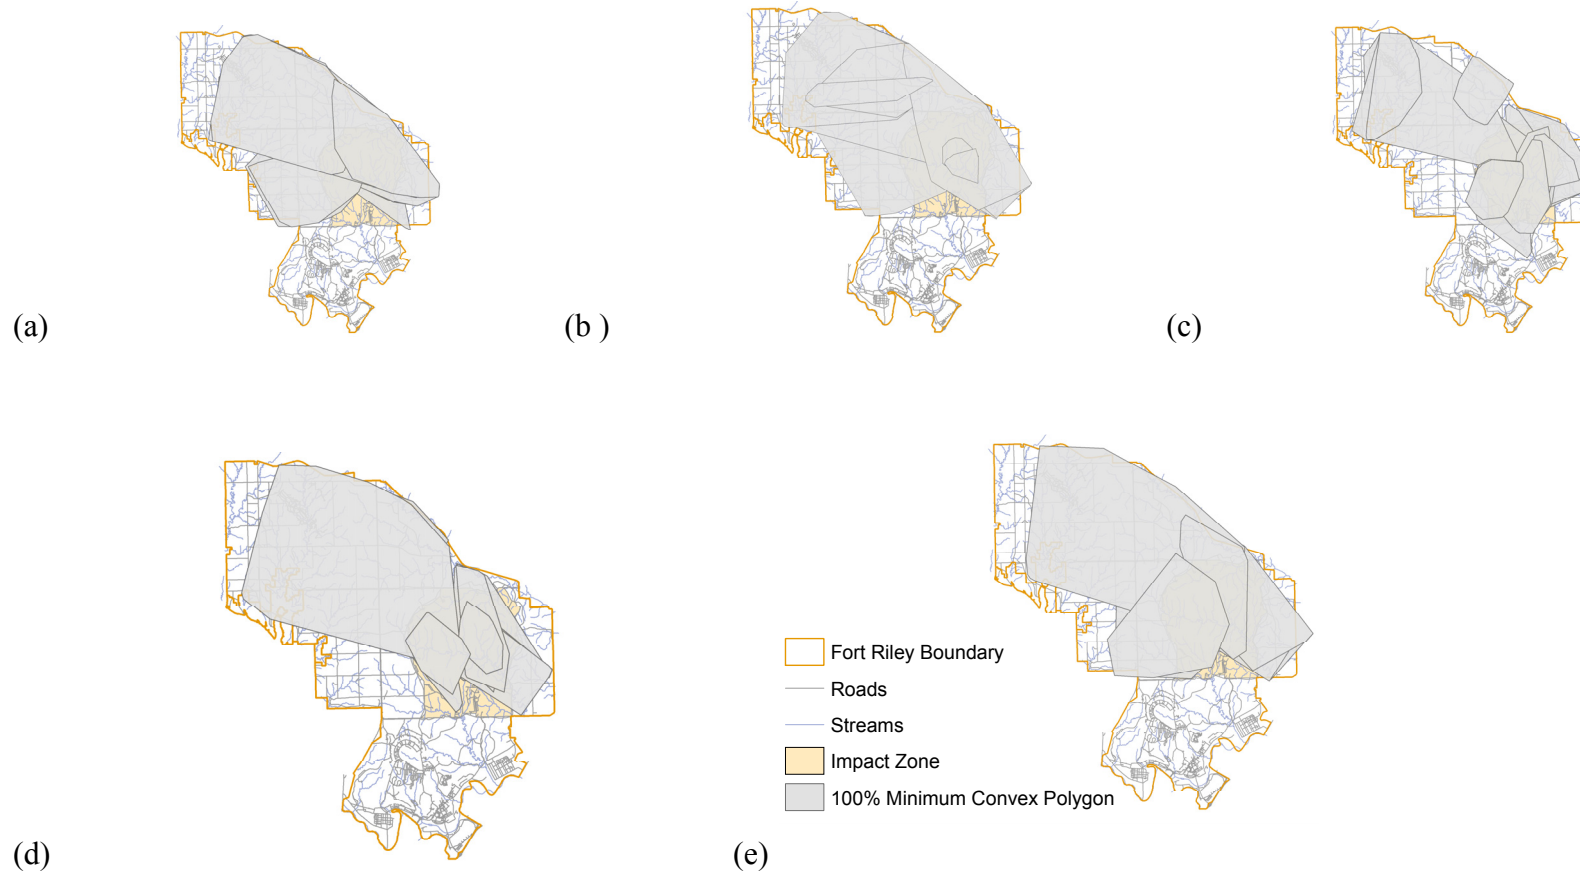 (a)
(b )
(c)
Fort Riley Boundary
Roads
Streams
Impact Zone
100% Minimum Convex Polygon
(d)
(e)